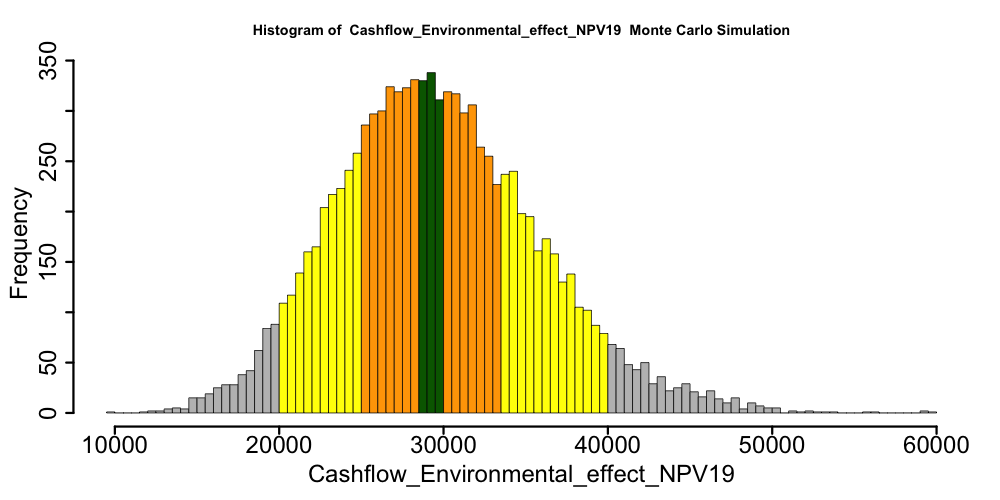 Histogram of  Cashflow_Environmental_effect_NPV19  Monte Carlo Simulation
Frequency
350
250
150
50
0
10000 20000 30000 40000 50000 60000
Cashflow_Environmental_effect_NPV19